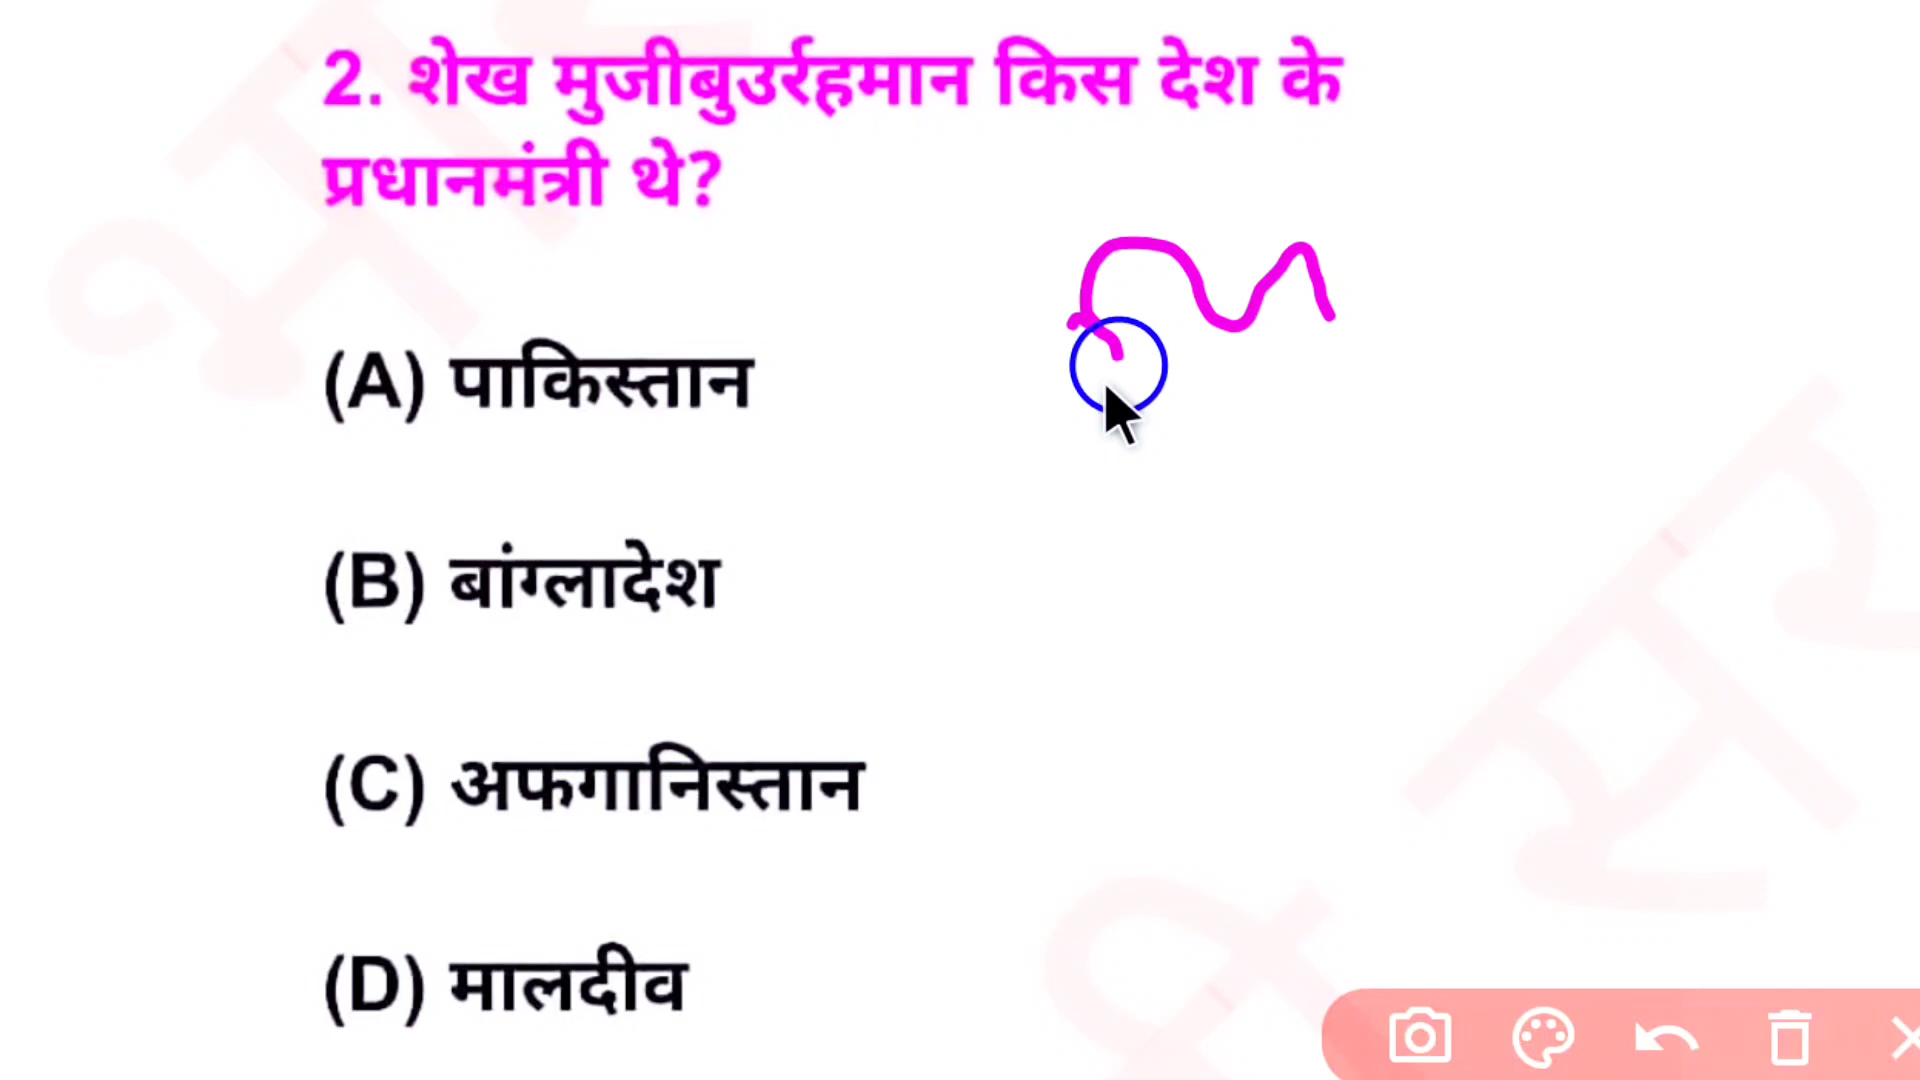 2. शेख मुजीबुउर्रहमान किस देश के
प्रधानमंत्री थे?
(A) पाकिस्तान
(B) बांग्लादेश
(C) अफगानिस्तान
(D) मालदीव